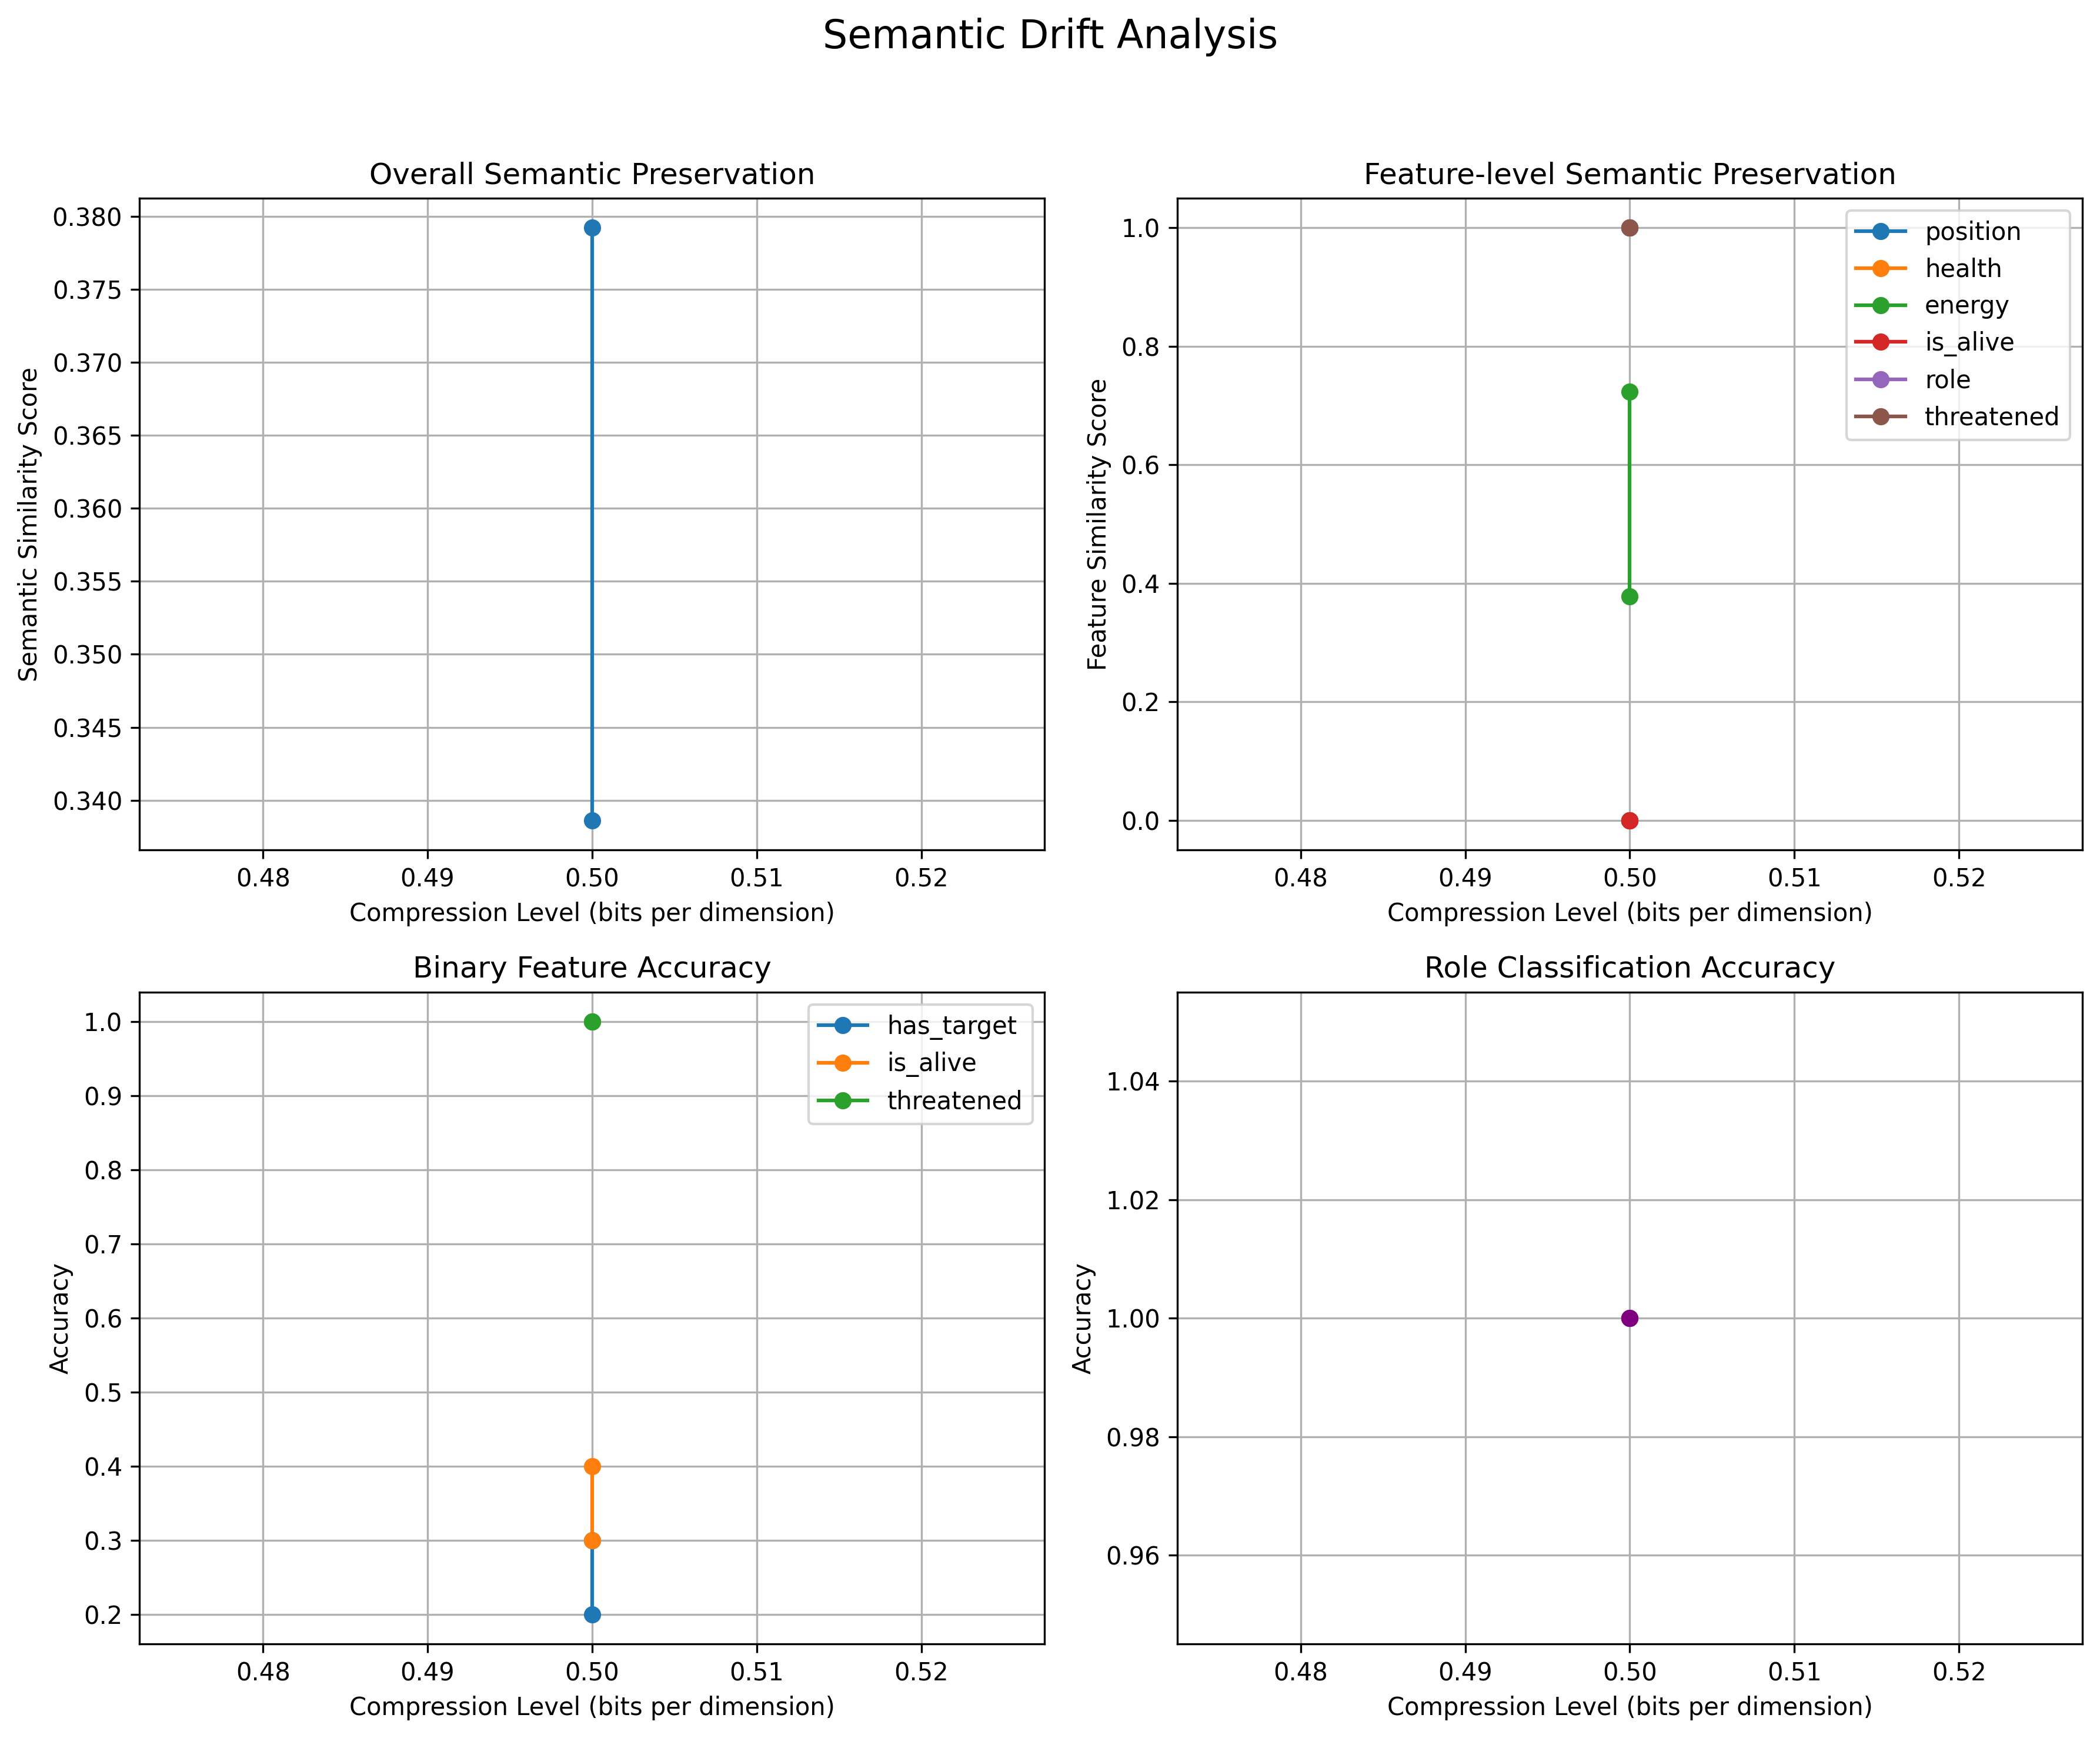 Semantic Drift Analysis
Overall Semantic Preservation
Semantic Similarity Score
0.380
0.375
0.370
0.365
0.360
0.355
0.350
0.345
0.340
0.48 0.49 0.50 0.51 0.52
Compression Level (bits per dimension)
Feature-level Semantic Preservation
Feature Similarity Score
1.0
0.8
0.6
0.4
0.2
0.0
position
health
energy
is_alive
role
threatened
0.48 0.49 0.50 0.51 0.52
Compression Level (bits per dimension)
Binary Feature Accuracy
Accuracy
1.0
0.9
0.8
0.7
0.6
0.5
0.4
0.3
0.2
has_target
is_alive
threatened
0.48 0.49 0.50 0.51 0.52
Compression Level (bits per dimension)
Role Classification Accuracy
Accuracy
1.04
1.02
1.00
0.98
0.96
0.48 0.49 0.50 0.51 0.52
Compression Level (bits per dimension)